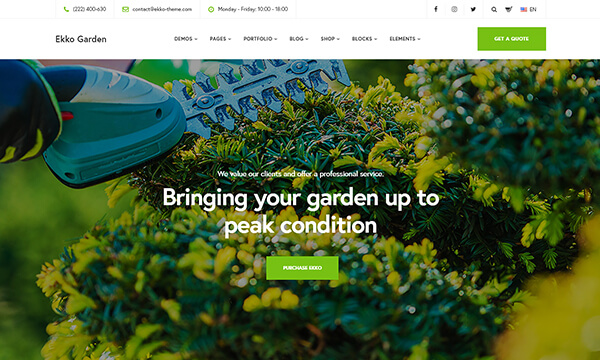 (222) 400-630 contact@ekko-theme.com Monday - Friday: 10:00 - 18:00 EN
Ekko Garden DEMOS PAGES PORTFOLIO BLOG SHOP BLOCKS ELEMENTS GET A QUOTE
We value our clients and offer a professional service.
Bringing your garden up to
peak condition
PURCHASE EKKO